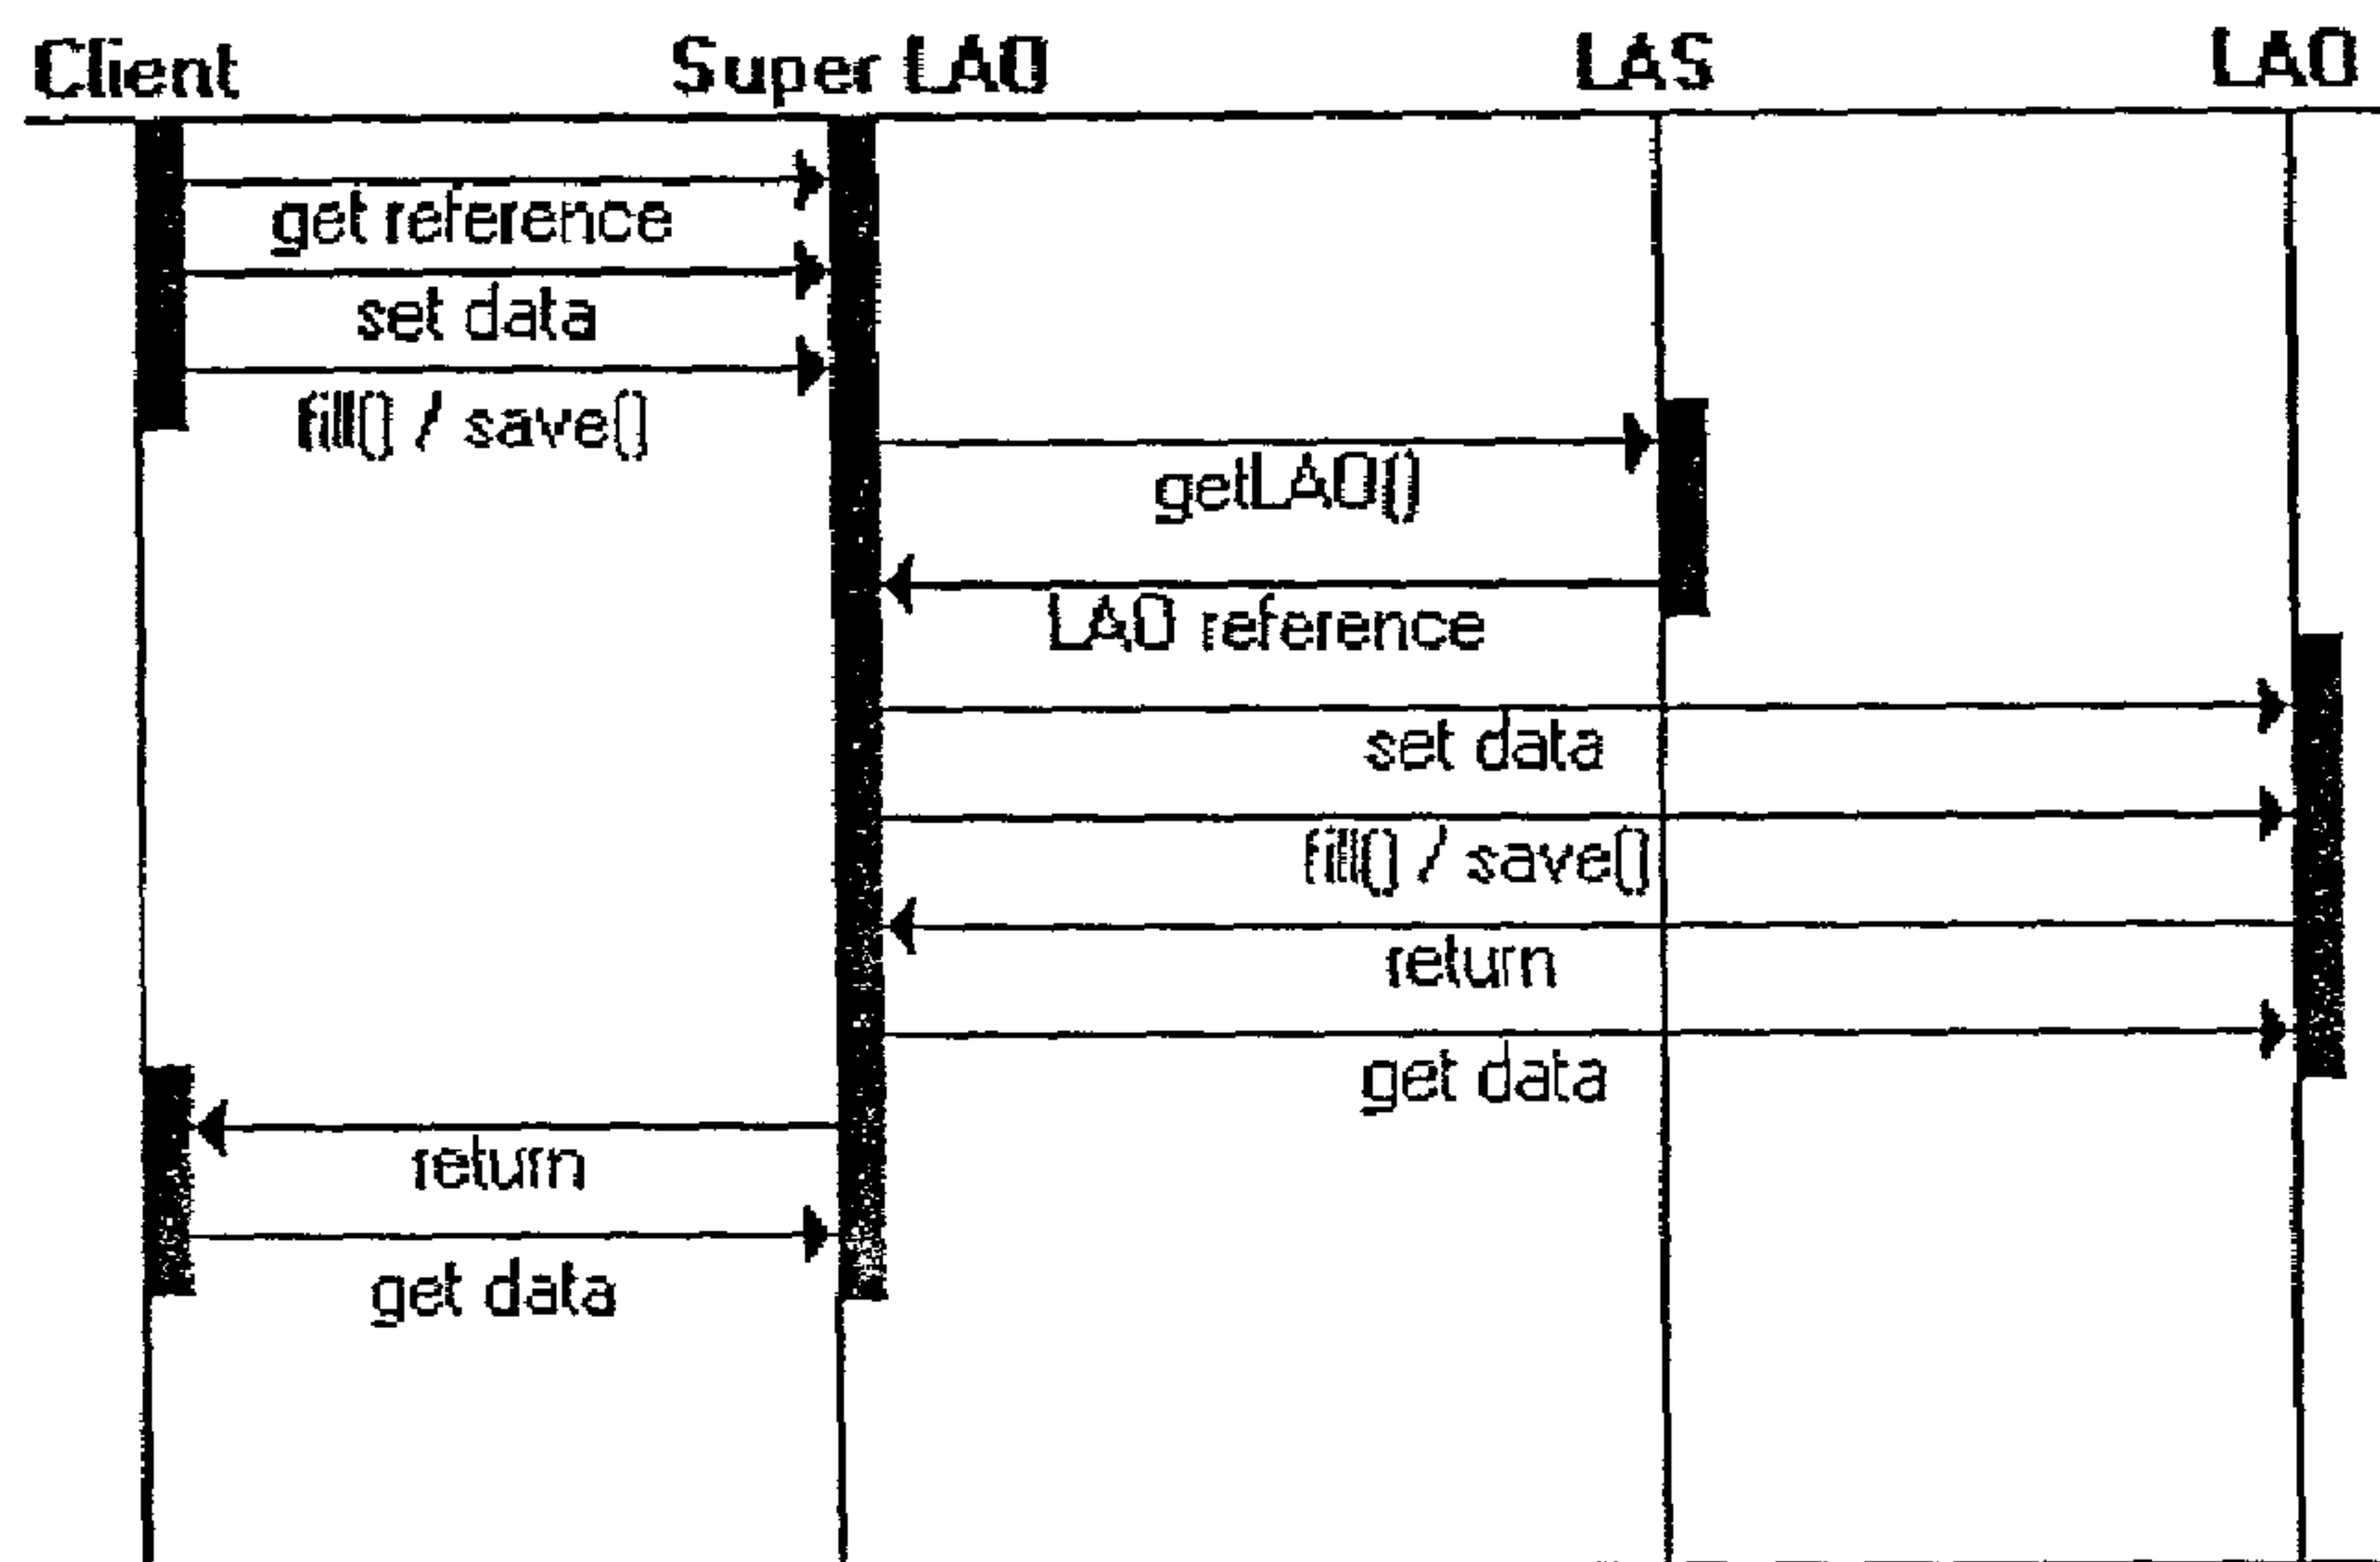 Client Super LAO LAS LAO
get reference
set data
fill() / save()
getLAO()
LAO reference
set data
fill() / save()
return
get data
return
get data